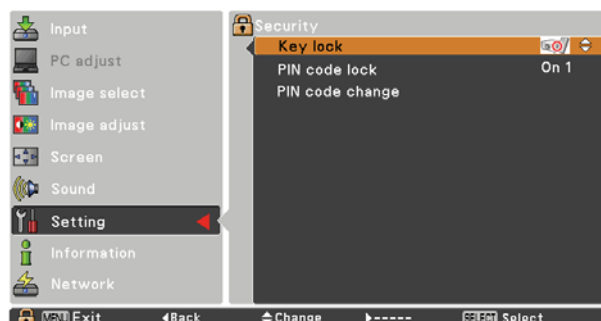 Input
PC adjust
Image select
Image adjust
Screen
Sound
Setting
Information
Network
Security
Key lock
PIN code lock On 1
PIN code change
MENU Exit ◀Back ▲▼Change ▶----- SELECT Select